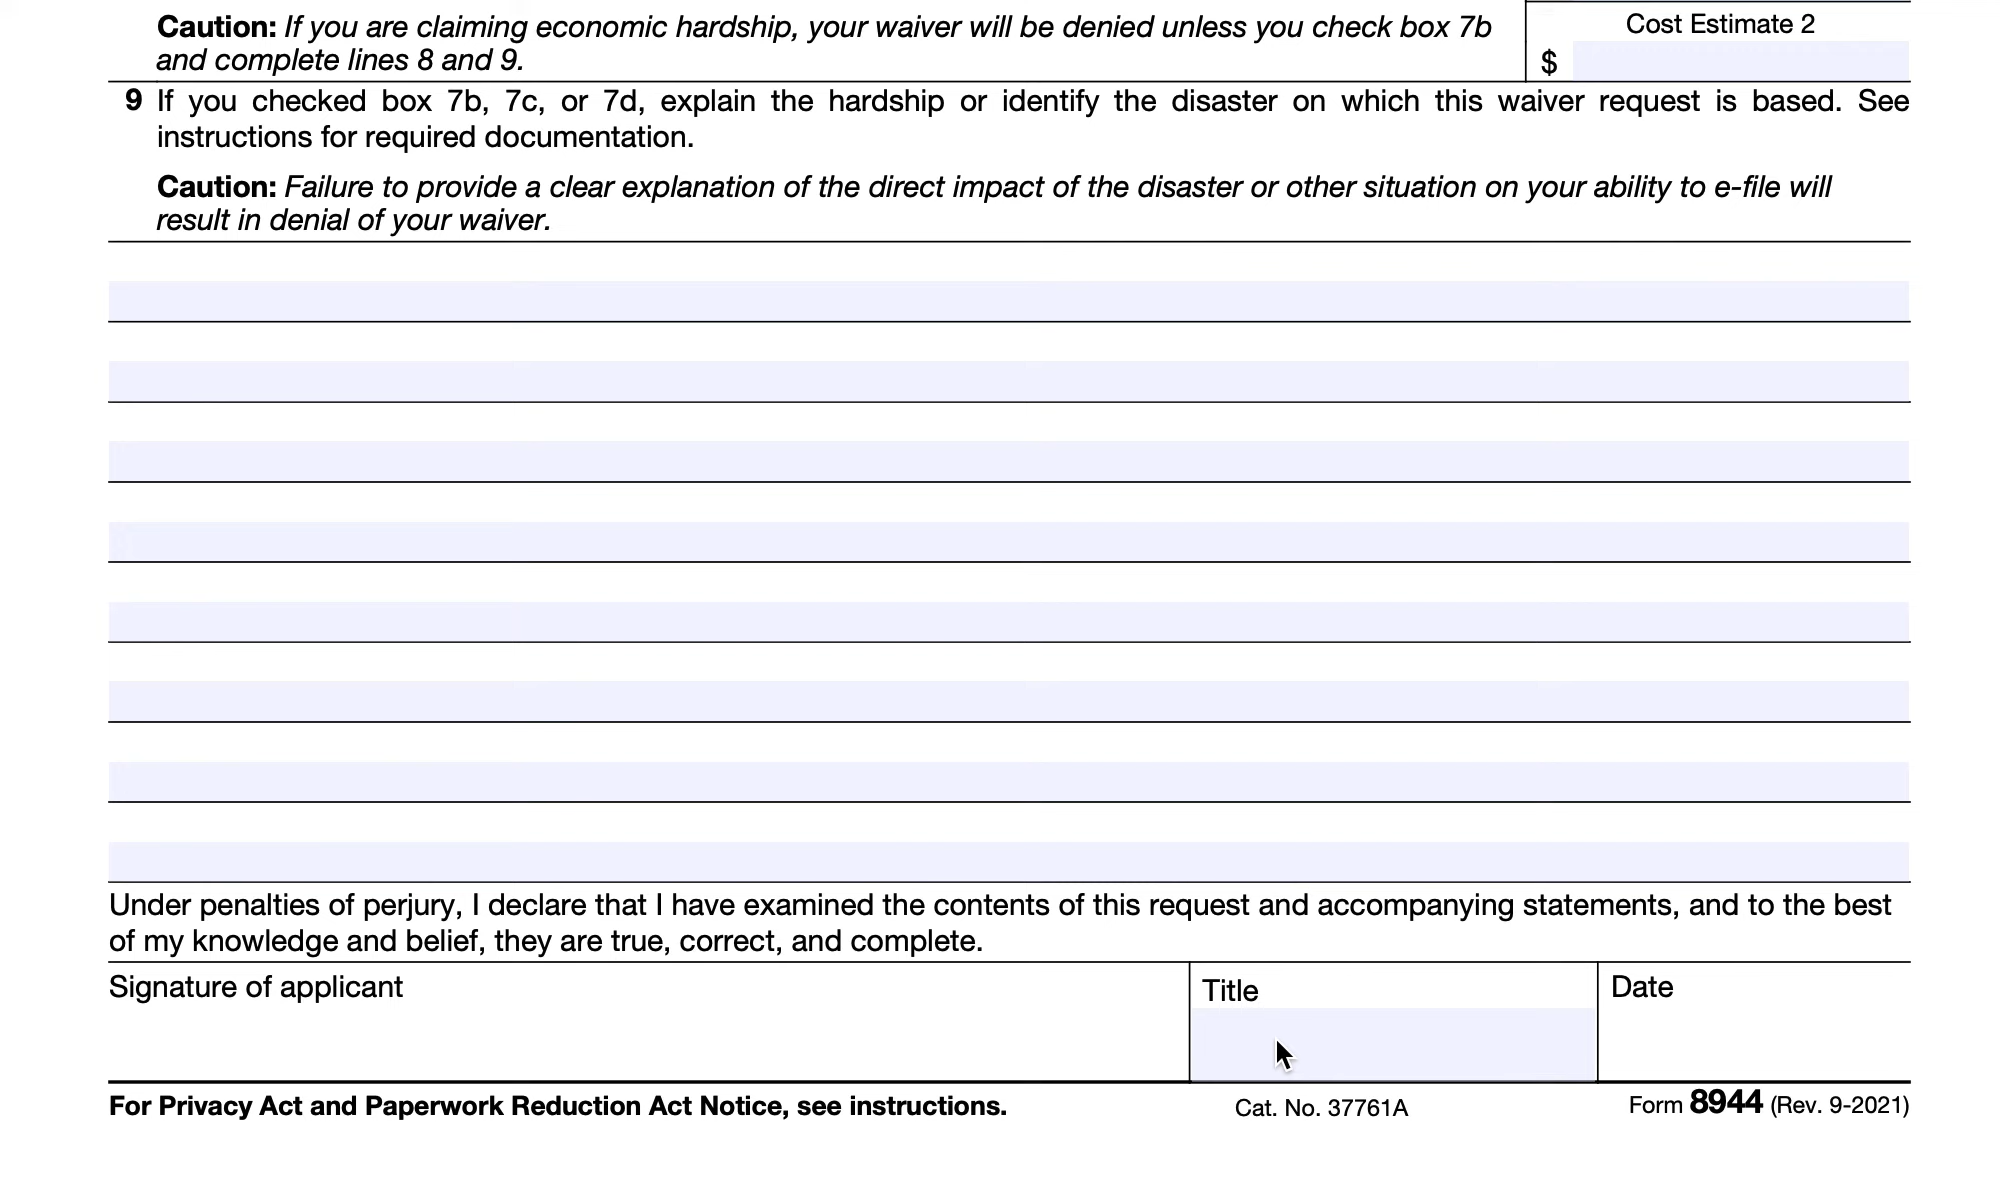 Caution: If you are claiming economic hardship, your waiver will be denied unless you check box 7b
and complete lines 8 and 9.
Cost Estimate 2
$
9 If you checked box 7b, 7c, or 7d, explain the hardship or identify the disaster on which this waiver request is based. See
instructions for required documentation.
Caution: Failure to provide a clear explanation of the direct impact of the disaster or other situation on your ability to e-file will
result in denial of your waiver.
Under penalties of perjury, I declare that I have examined the contents of this request and accompanying statements, and to the best
of my knowledge and belief, they are true, correct, and complete.
Signature of applicant
Title
Date
For Privacy Act and Paperwork Reduction Act Notice, see instructions.
Cat. No. 37761A
Form 8944 (Rev. 9-2021)